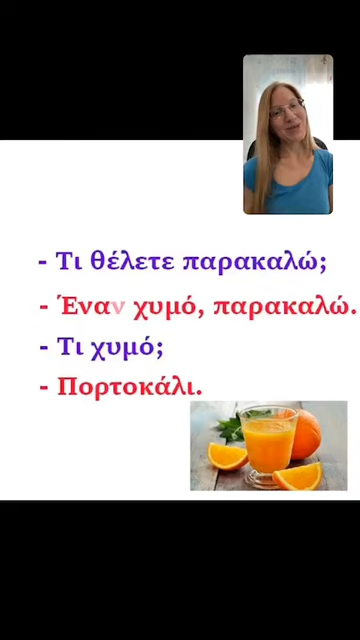 - Τι θέλετε παρακαλώ;
- Έναν χυμό, παρακαλώ.
- Τι χυμό;
- Πορτοκάλι.